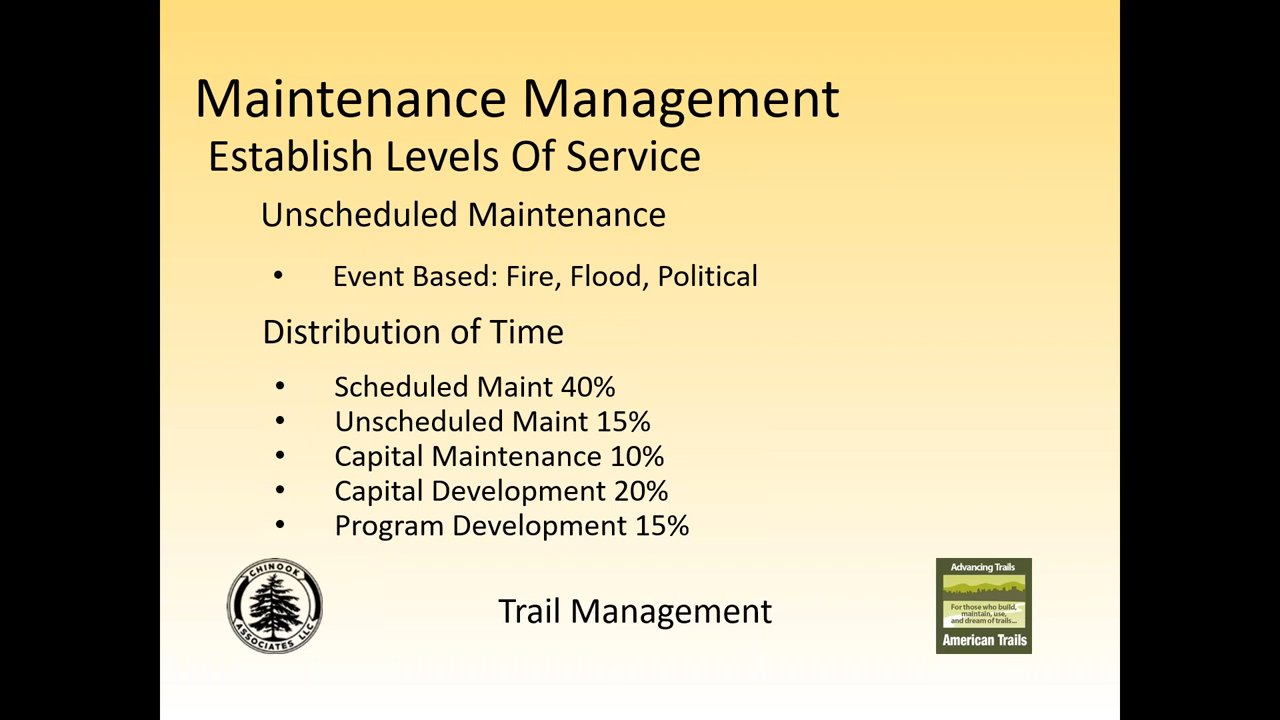 Maintenance Management
Establish Levels Of Service
Unscheduled Maintenance
• Event Based: Fire, Flood, Political
Distribution of Time
• Scheduled Maint 40%
• Unscheduled Maint 15%
• Capital Maintenance 10%
• Capital Development 20%
• Program Development 15%
CHINOOK
ASSOCIATES LLC
Trail Management
Advancing Trails
For those who build,
maintain, use,
and dream of trails...
American Trails